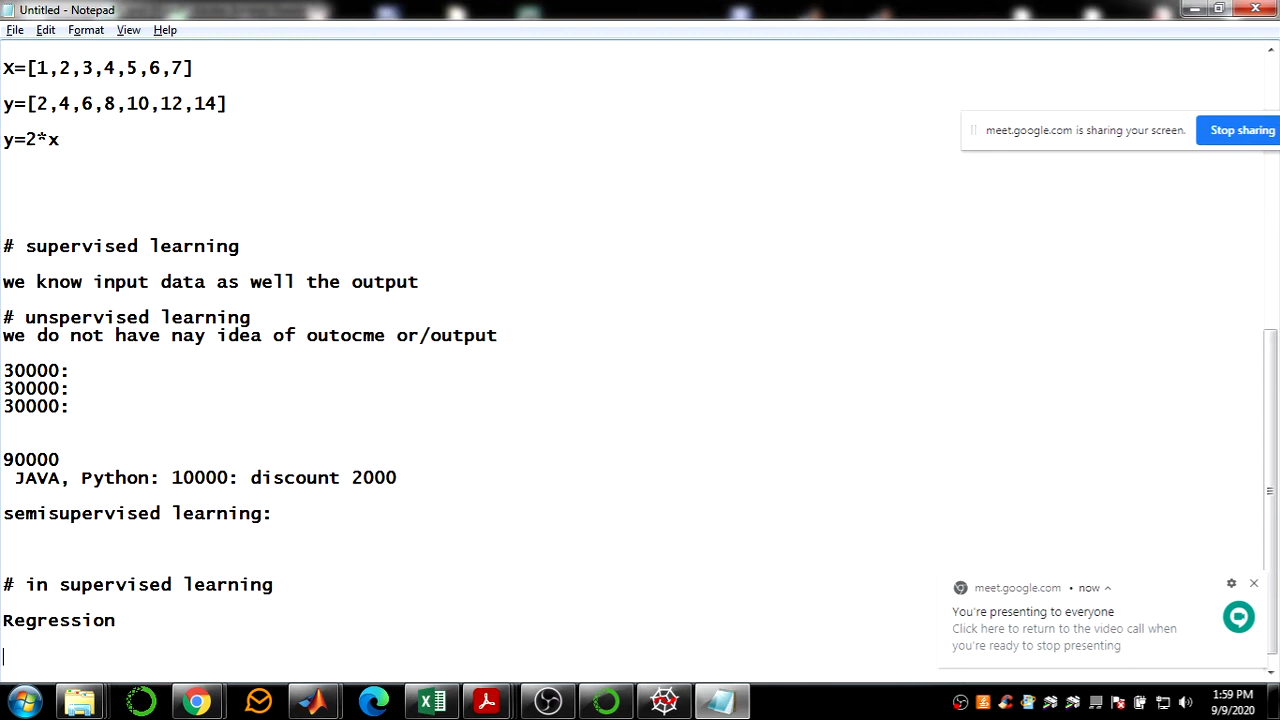 Untitled - Notepad
File Edit Format View Help
X=[1,2,3,4,5,6,7]
y=[2,4,6,8,10,12,14]
y=2*x
meet.google.com is sharing your screen. Stop sharing
# supervised learning
we know input data as well the output
# unspervised learning
we do not have nay idea of outocme or/output
30000:
30000:
30000:
90000
JAVA, Python: 10000: discount 2000
semisupervised learning:
# in supervised learning
Regression
meet.google.com • now
You're presenting to everyone
Click here to return to the video call when
you're ready to stop presenting
1:59 PM
9/9/2020